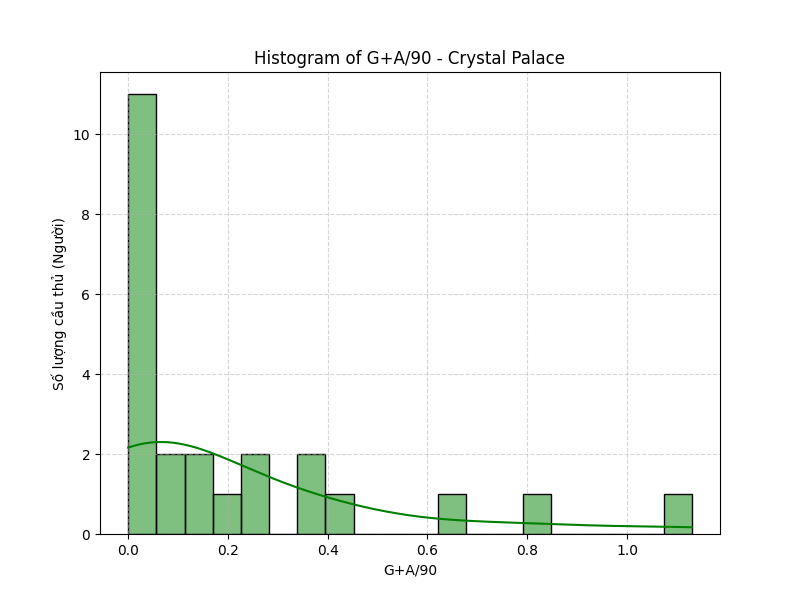 Histogram of G+A/90 - Crystal Palace
Số lượng cầu thủ (Người)
10
8
6
4
2
0
0.0 0.2 0.4 0.6 0.8 1.0
G+A/90